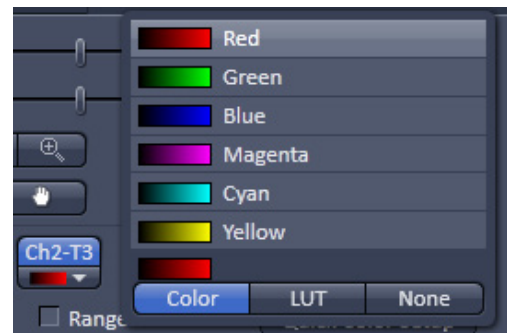 Red
Green
Blue
Magenta
Cyan
Yellow
Ch2-T3
Color LUT None
Range